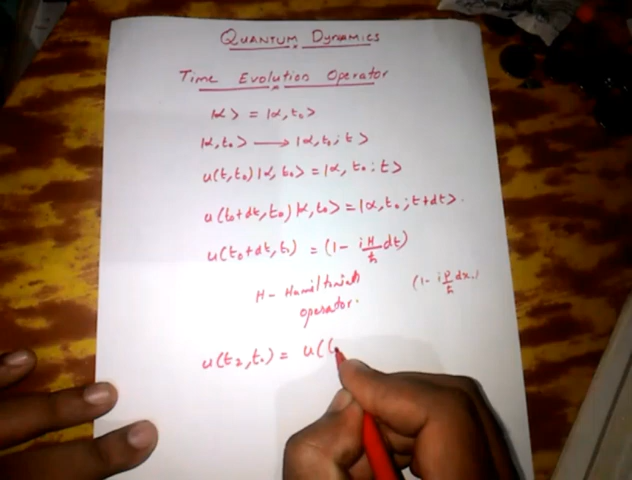 QUANTUM DYNAMICS
TIME EVOLUTION OPERATOR
|α> = |α,t₀>
|α,t₀> ⟶ |α,t₀;t>
u(t,t₀)|α,t₀> = |α,t₀;t>
u(t₀+dt,t₀)|α,t₀> = |α,t₀;t+dt>.
u(t₀+dt,t₀) = (1 - iH/ħ dt)
H - Hamiltonian operator. (1 - iP/ħ dx.)
u(t₂,t₀) = u(t